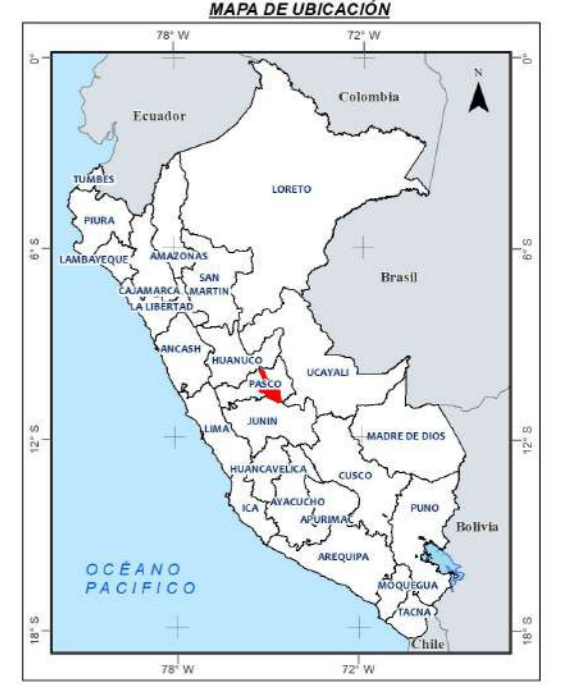 MAPA DE UBICACIÓN
78° W 72° W
0° 0°
N
Colombia
Ecuador
TUMBES
LORETO
PIURA
6° S 6° S
LAMBAYEQUE AMAZONAS
SAN
MARTIN
Brasil
CAJAMARCA
LA LIBERTAD
ANCASH
HUANUCO
UCAYALI
PASCO
LIMA
JUNIN
12° S 12° S
MADRE DE DIOS
HUANCAVELICA
CUSCO
ICA
AYACUCHO
PUNO
APURIMAC
Bolivia
AREQUIPA
OCÉANO
PACIFICO
MOQUEGUA
TACNA
18° S 18° S
Chile
78° W 72° W